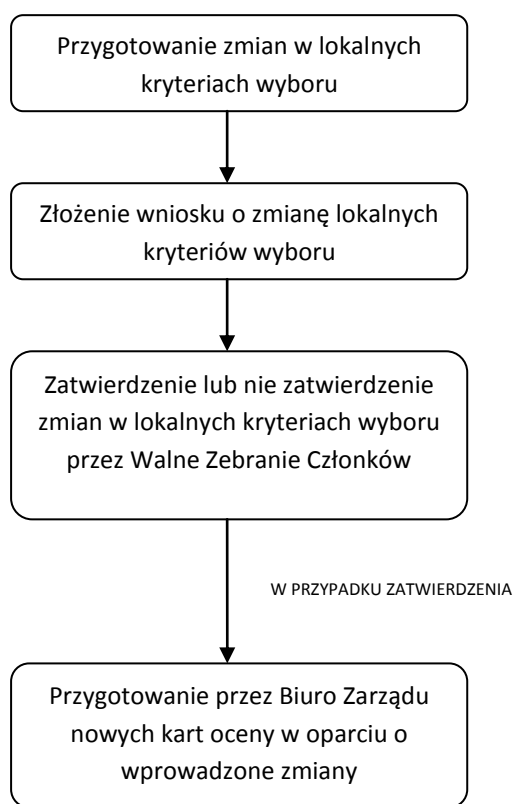 Przygotowanie zmian w lokalnych
kryteriach wyboru
Złożenie wniosku o zmianę lokalnych
kryteriów wyboru
Zatwierdzenie lub nie zatwierdzenie
zmian w lokalnych kryteriach wyboru
przez Walne Zebranie Członków
W PRZYPADKU ZATWIERDZENIA
Przygotowanie przez Biuro Zarządu
nowych kart oceny w oparciu o
wprowadzone zmiany